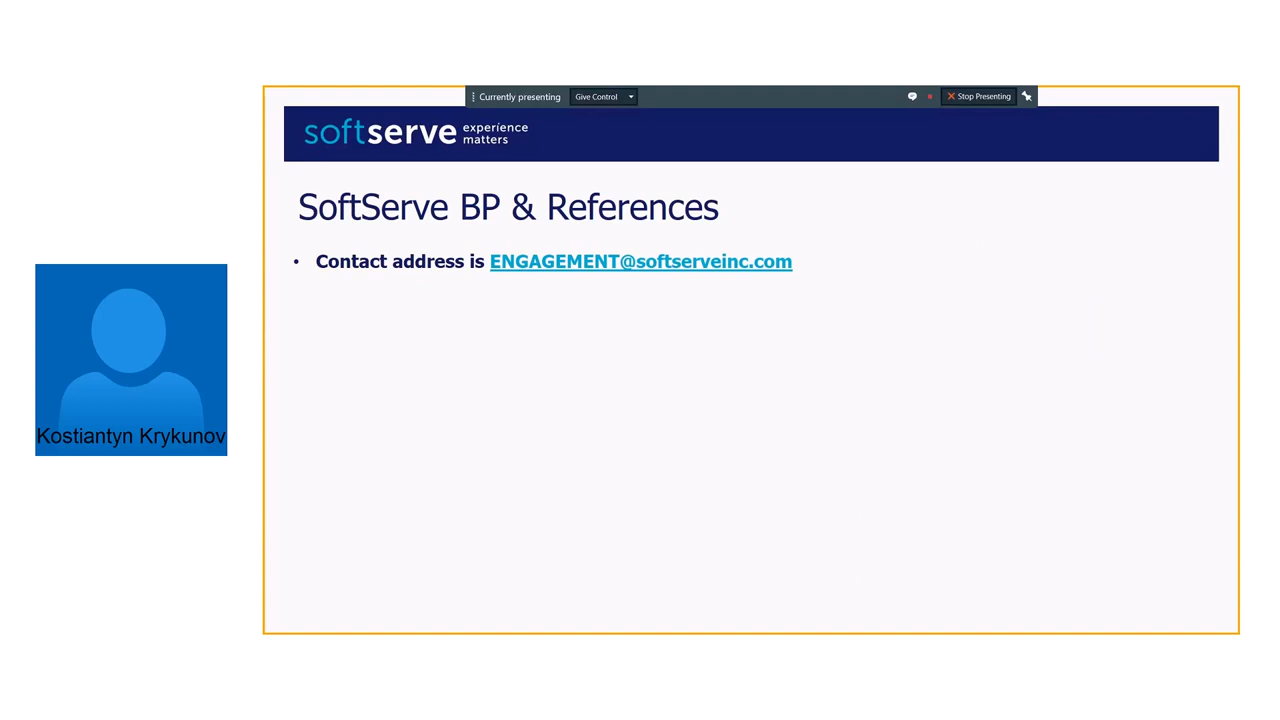 Currently presenting Give Control Stop Presenting
softserve experience matters
SoftServe BP & References
• Contact address is ENGAGEMENT@softserveinc.com
Kostiantyn Krykunov